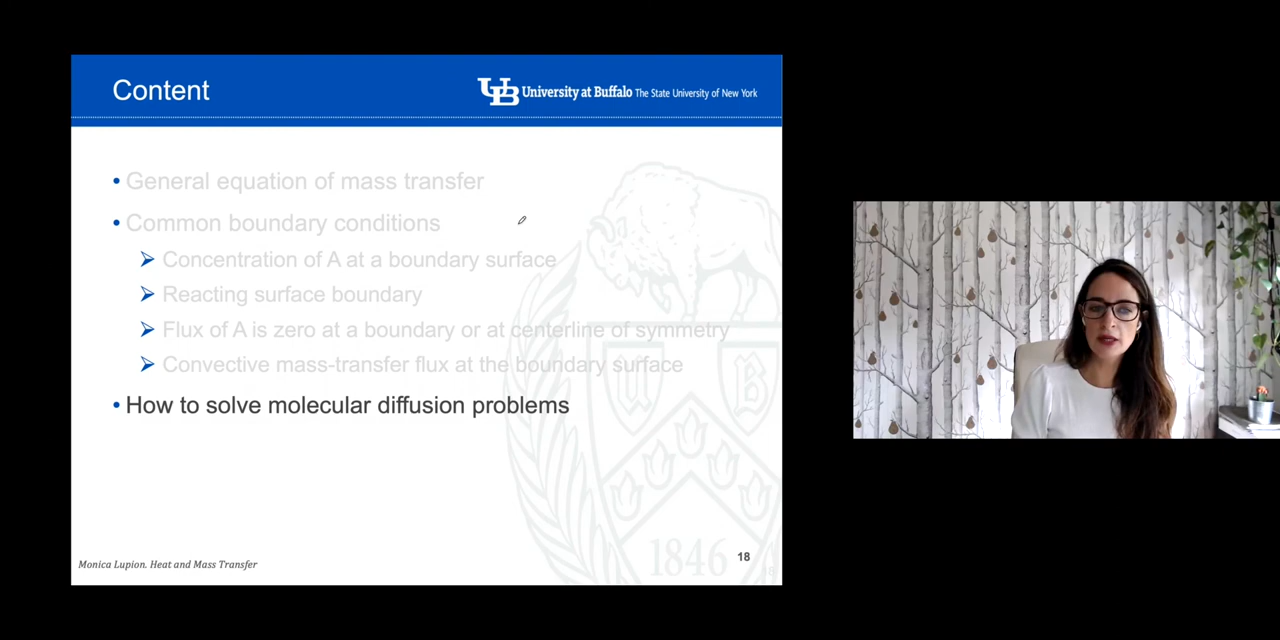 Content
UB University at Buffalo The State University of New York
• General equation of mass transfer
• Common boundary conditions
Concentration of A at a boundary surface
Reacting surface boundary
Flux of A is zero at a boundary or at centerline of symmetry
Convective mass-transfer flux at the boundary surface
• How to solve molecular diffusion problems
U B
1846
Monica Lupion. Heat and Mass Transfer
18